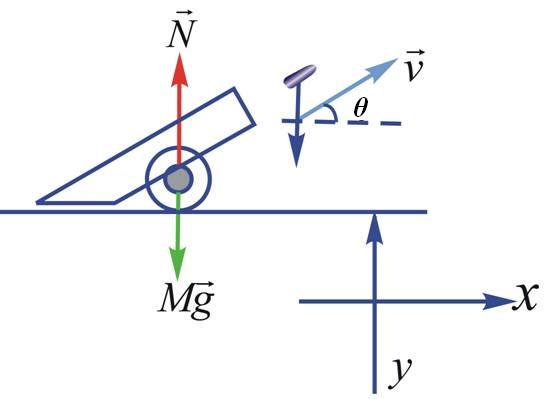 N⃗
v⃗
θ
Mg⃗
x
y